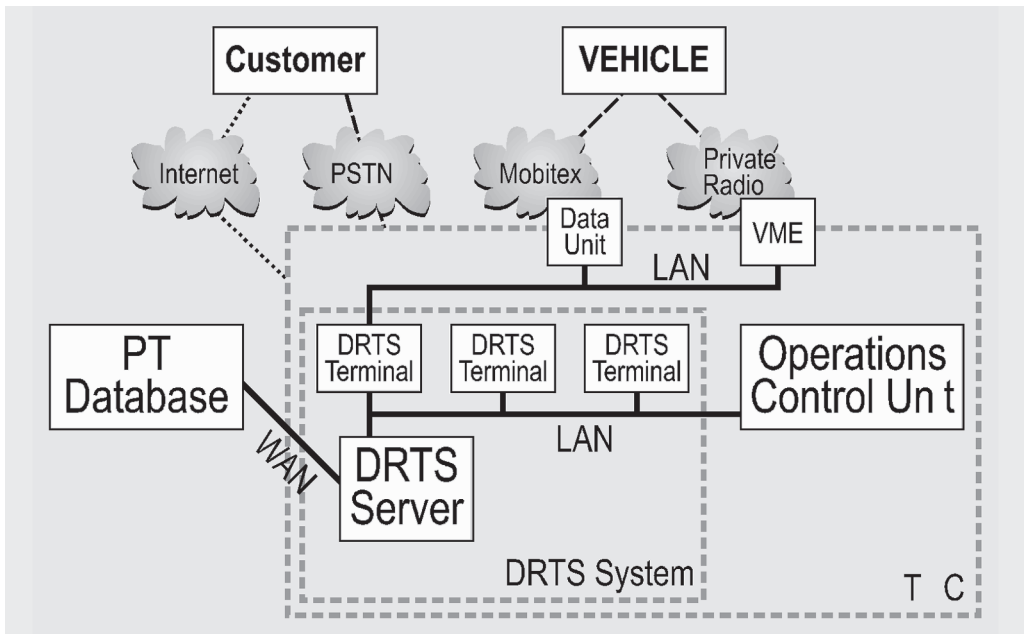 Customer
VEHICLE
Internet
PSTN
Mobitex
Private
Radio
Data
Unit
VME
LAN
DRTS
Terminal
DRTS
Terminal
DRTS
Terminal
PT
Database
Operations
Control Un t
WAN
LAN
DRTS
Server
DRTS System
T C